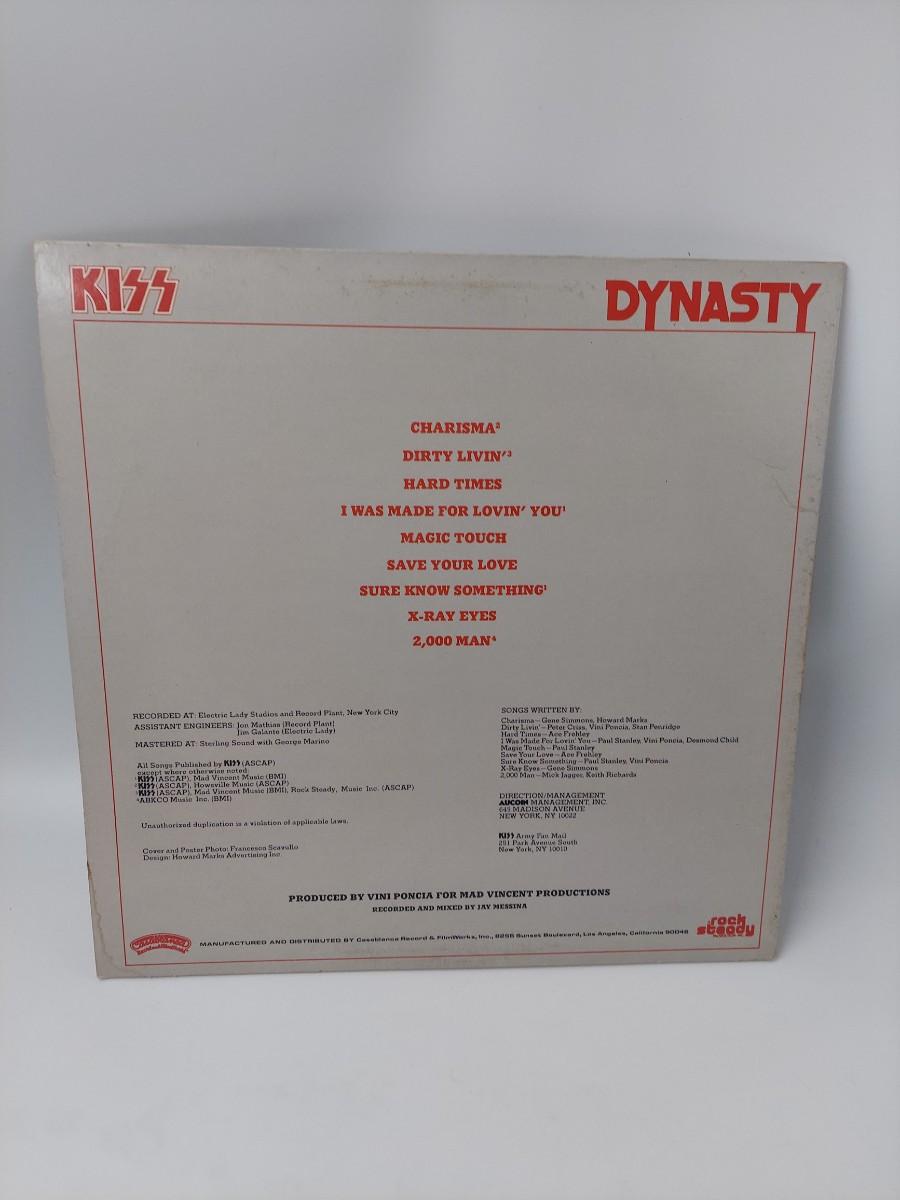 KISS
DYNASTY
CHARISMA²
DIRTY LIVIN'³
HARD TIMES
I WAS MADE FOR LOVIN' YOU¹
MAGIC TOUCH
SAVE YOUR LOVE
SURE KNOW SOMETHING¹
X-RAY EYES
2,000 MAN⁴
RECORDED AT: Electric Lady Studios and Record Plant, New York City
ASSISTANT ENGINEERS: Jon Mathias (Record Plant)
Jim Galante (Electric Lady)
MASTERED AT: Sterling Sound with George Marino
All Songs Published by KISS (ASCAP)
except where otherwise noted:
¹KISS (ASCAP), Mad Vincent Music (BMI)
²KISS (ASCAP), Howsville Music (ASCAP)
³KISS (ASCAP), Mad Vincent Music (BMI), Rock Steady, Music Inc. (ASCAP)
⁴ABKCO Music Inc. (BMI)
Unauthorized duplication is a violation of applicable laws.
Cover and Poster Photo: Francesco Scavullo
Design: Howard Marks Advertising Inc.
SONGS WRITTEN BY:
Charisma—Gene Simmons, Howard Marks
Dirty Livin'—Peter Criss, Vini Poncia, Stan Penridge
Hard Times—Ace Frehley
I Was Made For Lovin' You—Paul Stanley, Vini Poncia, Desmond Child
Magic Touch—Paul Stanley
Save Your Love—Ace Frehley
Sure Know Something—Paul Stanley, Vini Poncia
X-Ray Eyes—Gene Simmons
2,000 Man—Mick Jagger, Keith Richards
DIRECTION/MANAGEMENT
AUCOIN MANAGEMENT, INC.
645 MADISON AVENUE
NEW YORK, NY 10022
KISS Army Fan Mail
281 Park Avenue South
New York, NY 10010
PRODUCED BY VINI PONCIA FOR MAD VINCENT PRODUCTIONS
RECORDED AND MIXED BY JAY MESSINA
Casablanca
MANUFACTURED AND DISTRIBUTED BY Casablanca Record & FilmWorks, Inc., 8255 Sunset Boulevard, Los Angeles, California 90046
rock
steady